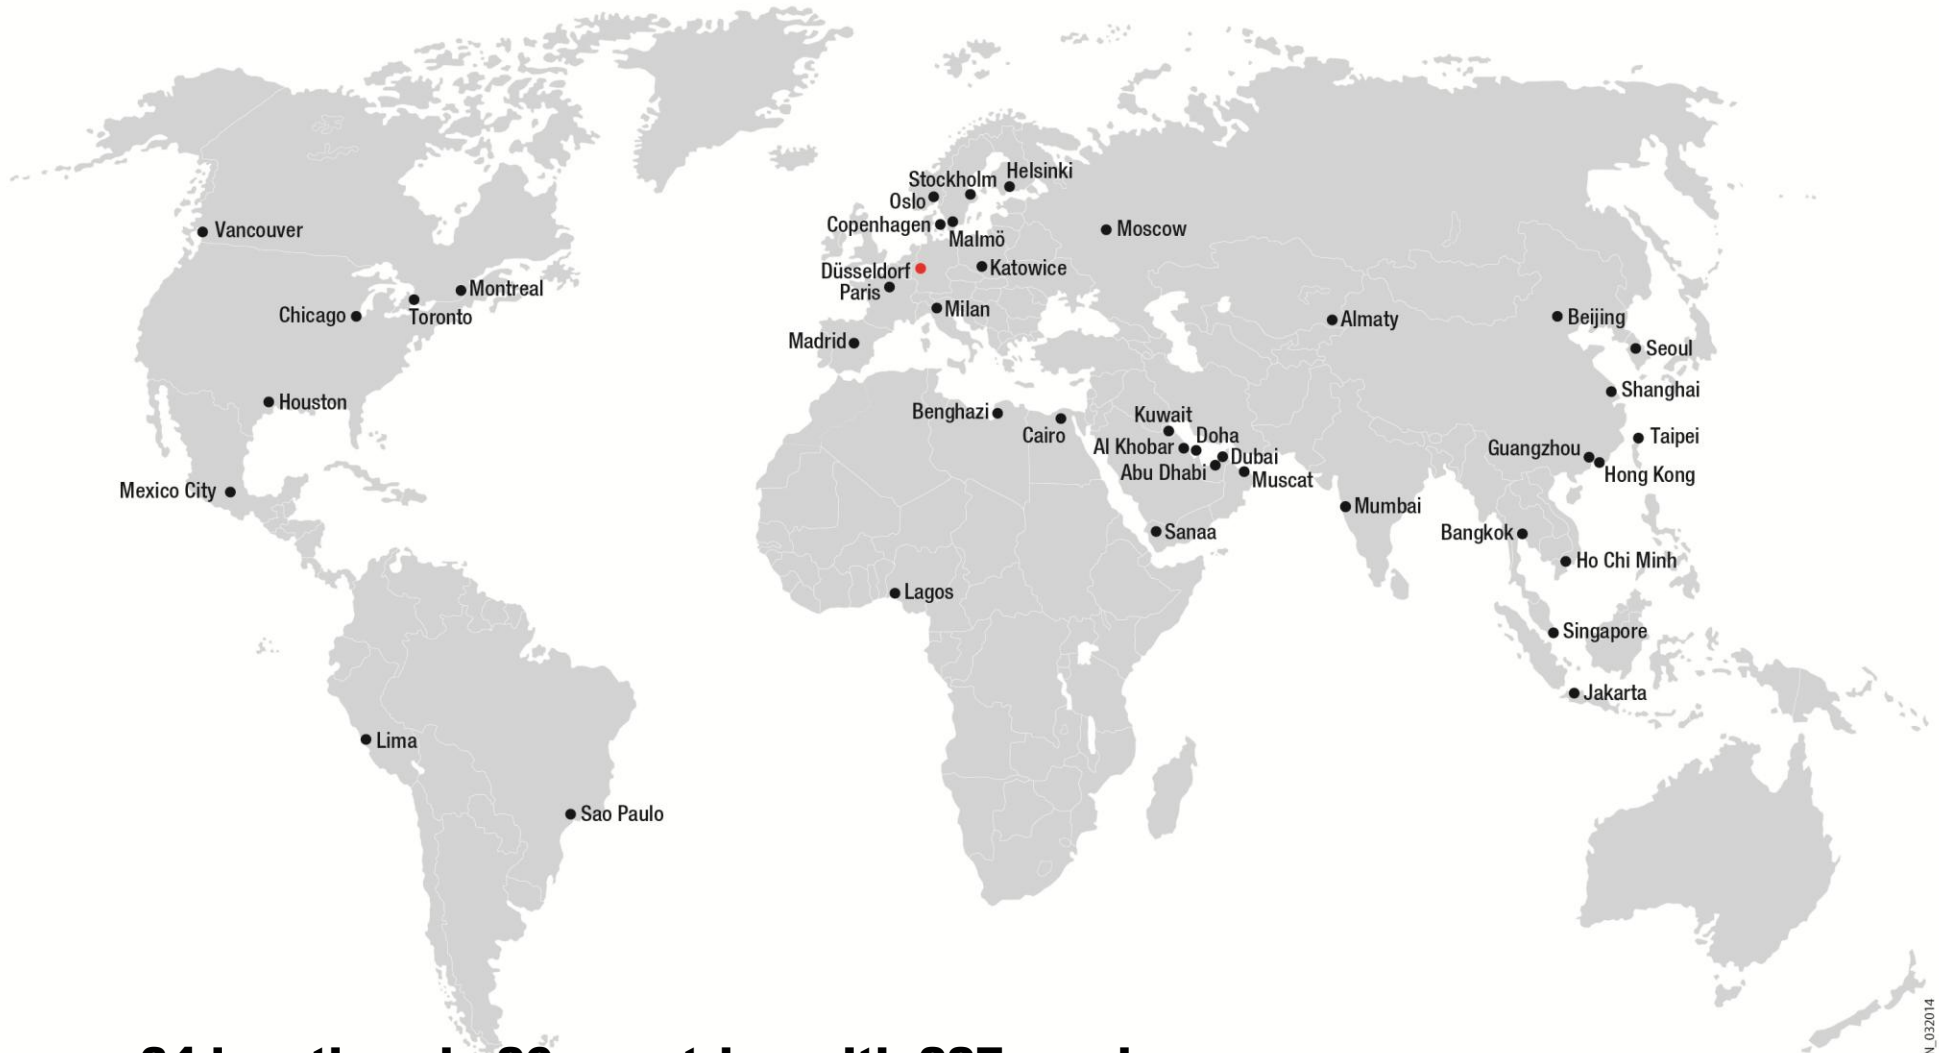 Stockholm
Helsinki
Oslo
Copenhagen
Malmö
Vancouver
Moscow
Düsseldorf
Katowice
Paris
Montreal
Chicago
Toronto
Milan
Almaty
Beijing
Madrid
Seoul
Shanghai
Houston
Benghazi
Cairo
Kuwait
Doha
Al Khobar
Dubai
Abu Dhabi
Muscat
Taipei
Guangzhou
Hong Kong
Mexico City
Mumbai
Sanaa
Bangkok
Ho Chi Minh
Lagos
Singapore
Jakarta
Lima
Sao Paulo
N_032014